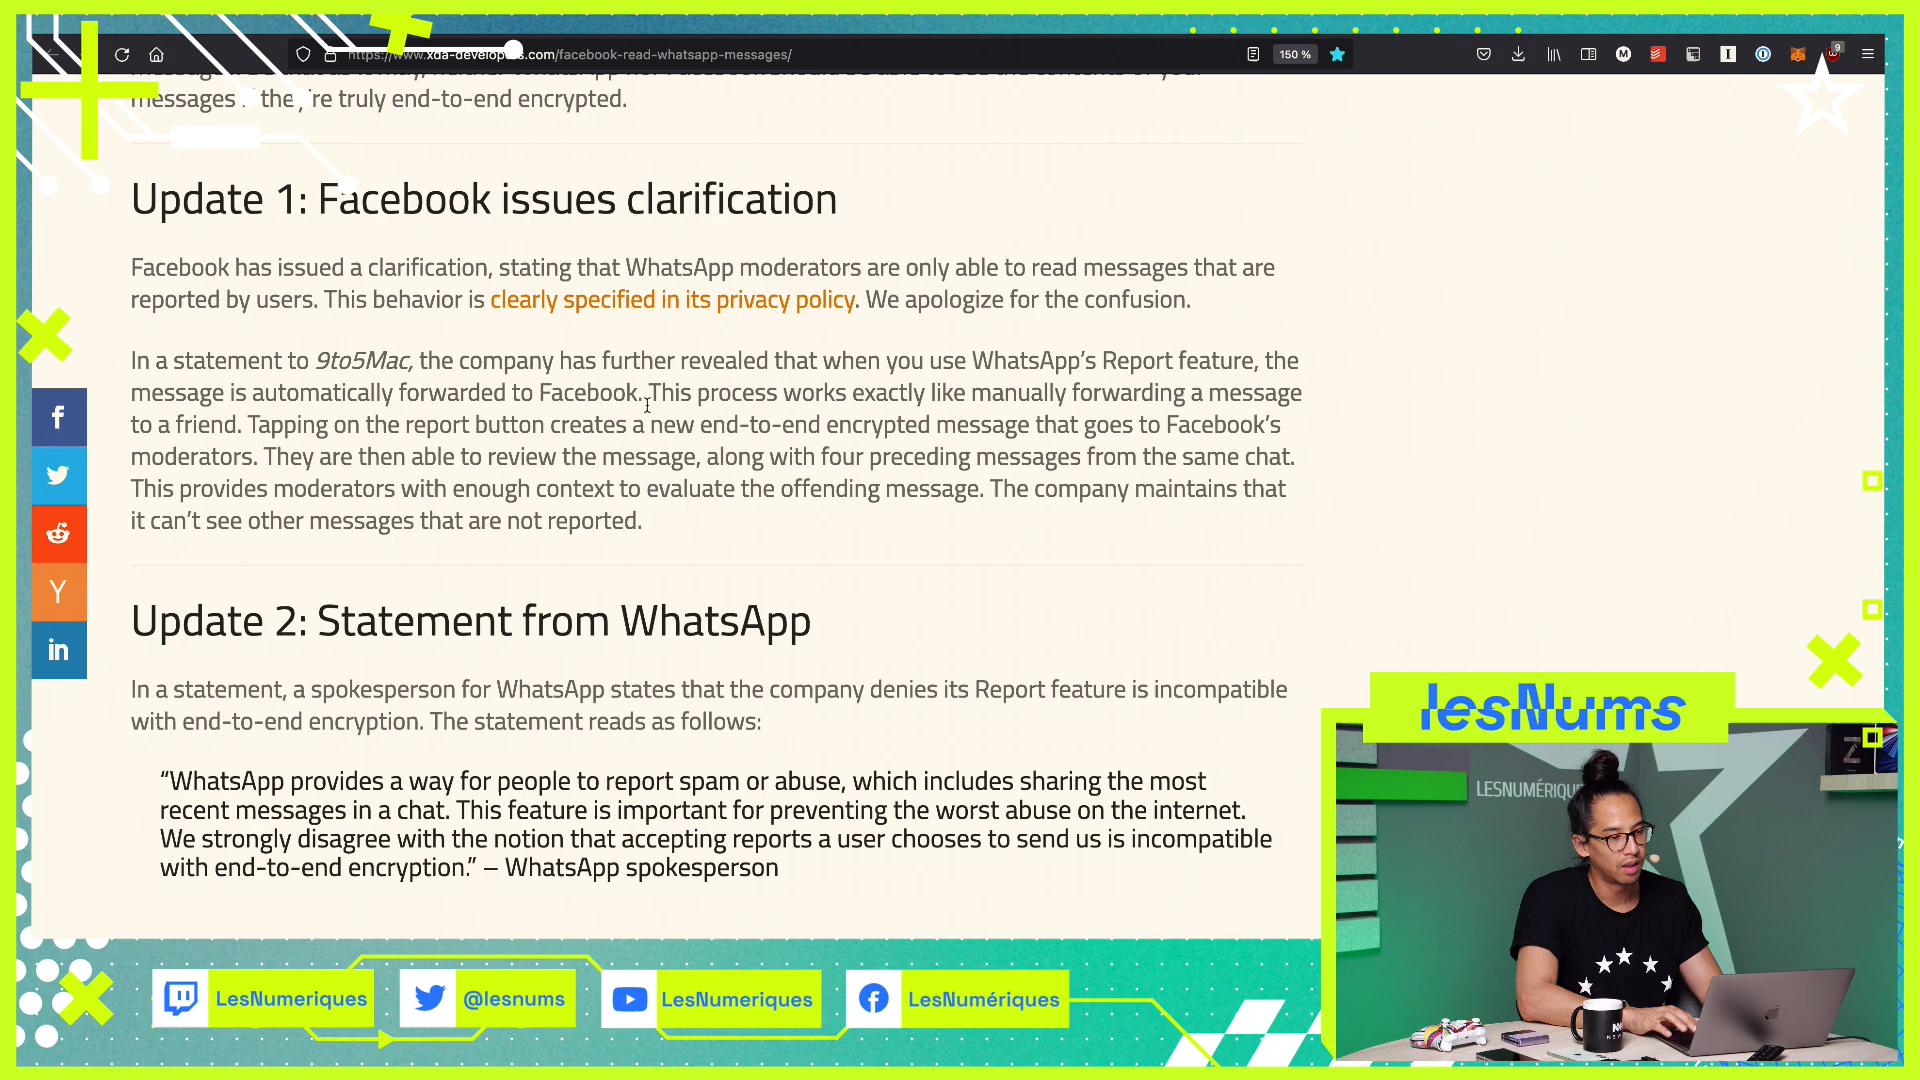 https://www.xda-developers.com/facebook-read-whatsapp-messages/
150 %
9
messages if they're truly end-to-end encrypted.
Update 1: Facebook issues clarification
Facebook has issued a clarification, stating that WhatsApp moderators are only able to read messages that are
reported by users. This behavior is clearly specified in its privacy policy. We apologize for the confusion.
In a statement to 9to5Mac, the company has further revealed that when you use WhatsApp’s Report feature, the
message is automatically forwarded to Facebook. This process works exactly like manually forwarding a message
to a friend. Tapping on the report button creates a new end-to-end encrypted message that goes to Facebook’s
moderators. They are then able to review the message, along with four preceding messages from the same chat.
This provides moderators with enough context to evaluate the offending message. The company maintains that
it can’t see other messages that are not reported.
Update 2: Statement from WhatsApp
In a statement, a spokesperson for WhatsApp states that the company denies its Report feature is incompatible
with end-to-end encryption. The statement reads as follows:
“WhatsApp provides a way for people to report spam or abuse, which includes sharing the most
recent messages in a chat. This feature is important for preventing the worst abuse on the internet.
We strongly disagree with the notion that accepting reports a user chooses to send us is incompatible
with end-to-end encryption.” – WhatsApp spokesperson
lesNums
LESNUMÉRIQUE
LesNumeriques
@lesnums
LesNumeriques
LesNumériques